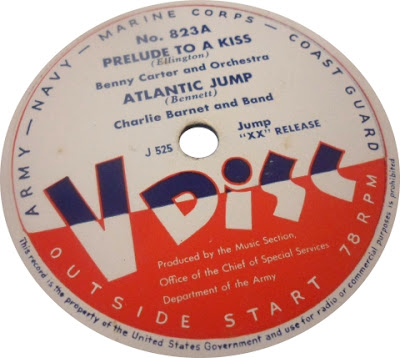 ARMY — NAVY — MARINE CORPS — COAST GUARD
No. 823A
PRELUDE TO A KISS
(Ellington)
Benny Carter and Orchestra
ATLANTIC JUMP
(Bennett)
Charlie Barnet and Band
J 525
Jump
"XX" RELEASE
V Disc
Produced by the Music Section,
Office of the Chief of Special Services
Department of the Army
OUTSIDE START 78 RPM
This record is the property of the United States Government and use for radio or commercial purposes is prohibited